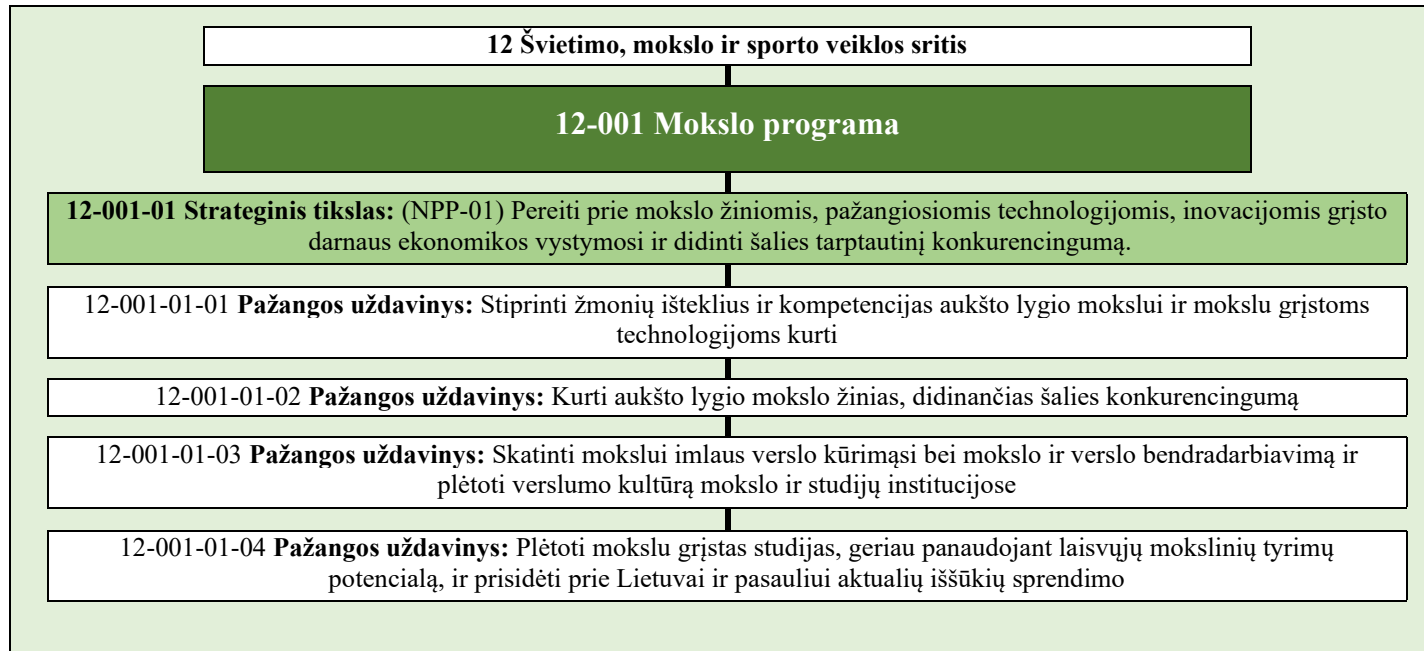 12 Švietimo, mokslo ir sporto veiklos sritis
12-001 Mokslo programa
12-001-01 Strateginis tikslas: (NPP-01) Pereiti prie mokslo žiniomis, pažangiosiomis technologijomis, inovacijomis grįsto
darnaus ekonomikos vystymosi ir didinti šalies tarptautinį konkurencingumą.
12-001-01-01 Pažangos uždavinys: Stiprinti žmonių išteklius ir kompetencijas aukšto lygio mokslui ir mokslu grįstoms
technologijoms kurti
12-001-01-02 Pažangos uždavinys: Kurti aukšto lygio mokslo žinias, didinančias šalies konkurencingumą
12-001-01-03 Pažangos uždavinys: Skatinti mokslui imlaus verslo kūrimąsi bei mokslo ir verslo bendradarbiavimą ir
plėtoti verslumo kultūrą mokslo ir studijų institucijose
12-001-01-04 Pažangos uždavinys: Plėtoti mokslu grįstas studijas, geriau panaudojant laisvųjų mokslinių tyrimų
potencialą, ir prisidėti prie Lietuvai ir pasauliui aktualių iššūkių sprendimo